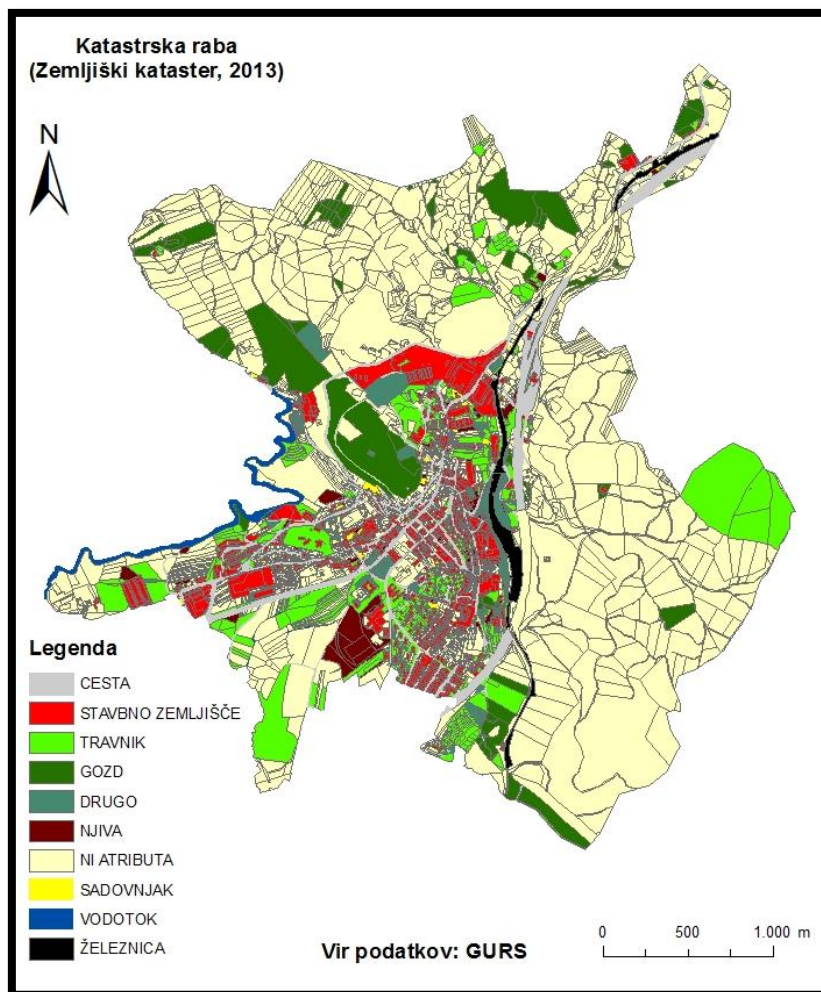 Katastrska raba
(Zemljiški kataster, 2013)
N
Legenda
CESTA
STAVBNO ZEMLJIŠČE
TRAVNIK
GOZD
DRUGO
NJIVA
NI ATRIBUTA
SADOVNJAK
VODOTOK
ŽELEZNICA
Vir podatkov: GURS
0 500 1.000 m